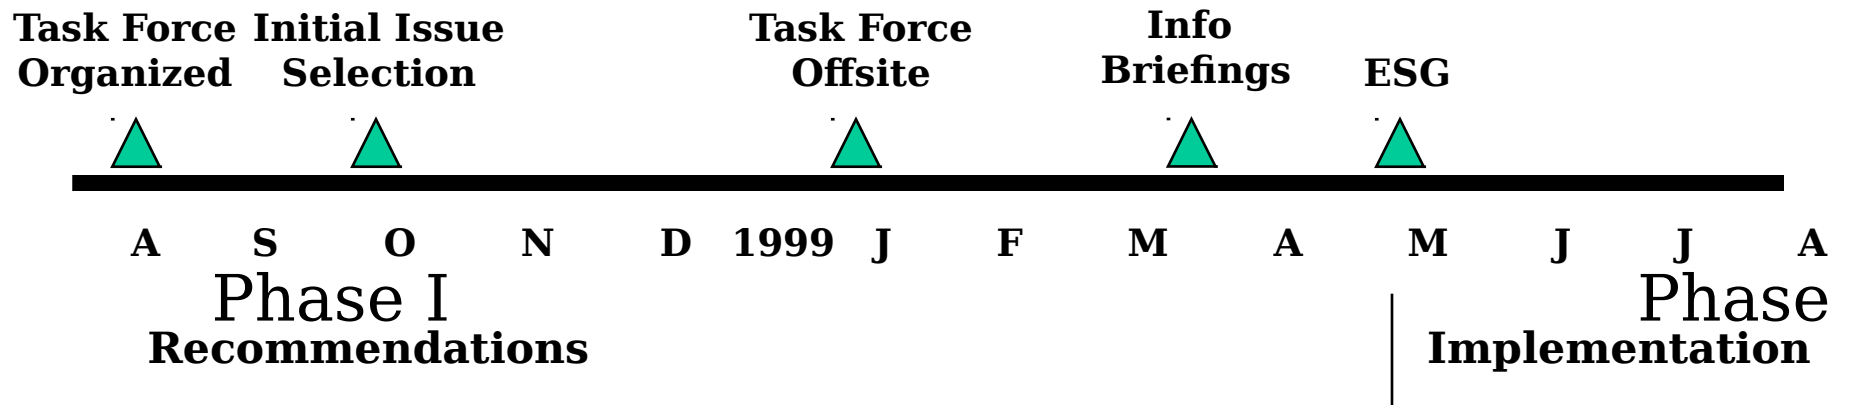 Task Force Organized
Initial Issue Selection
Task Force Offsite
Info Briefings
ESG
A S O N D 1999 J F M A M J J A
Phase I
Recommendations
Phase
Implementation